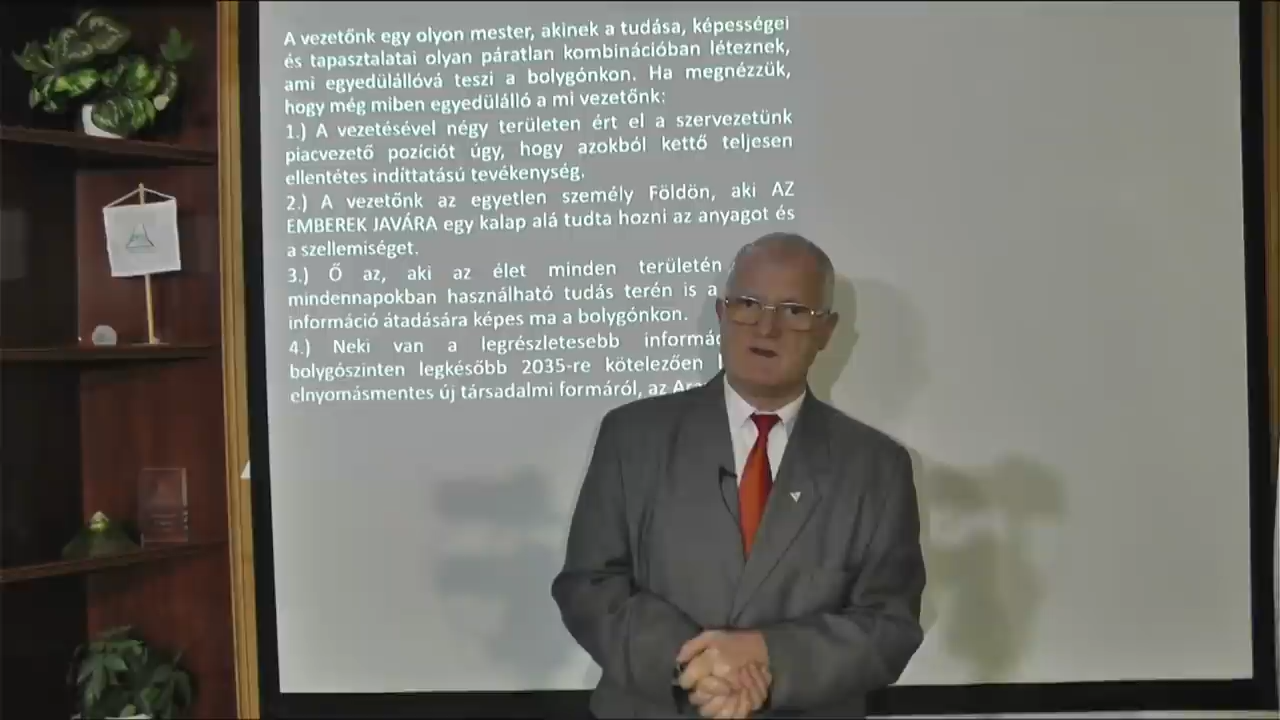 A vezetőnk egy olyon mester, akinek a tudása, képességei
és tapasztalatai olyan páratlan kombinációban léteznek,
ami egyedülállóvá teszi a bolygónkon. Ha megnézzük,
hogy még miben egyedülálló a mi vezetőnk:
1.) A vezetésével négy területen ért el a szervezetünk
piacvezető pozíciót úgy, hogy azokból kettő teljesen
ellentétes indíttatású tevékenység.
2.) A vezetőnk az egyetlen személy Földön, aki AZ
EMBEREK JAVÁRA egy kalap alá tudta hozni az anyagot és
a szellemiséget.
3.) Ő az, aki az élet minden területén
mindennapokban használható tudás terén is a
információ átadására képes ma a bolygónkon.
4.) Neki van a legrészletesebb
bolygószinten legkésőbb 2035-re kötelezően
elnyomásmentes új társadalmi formáról, az